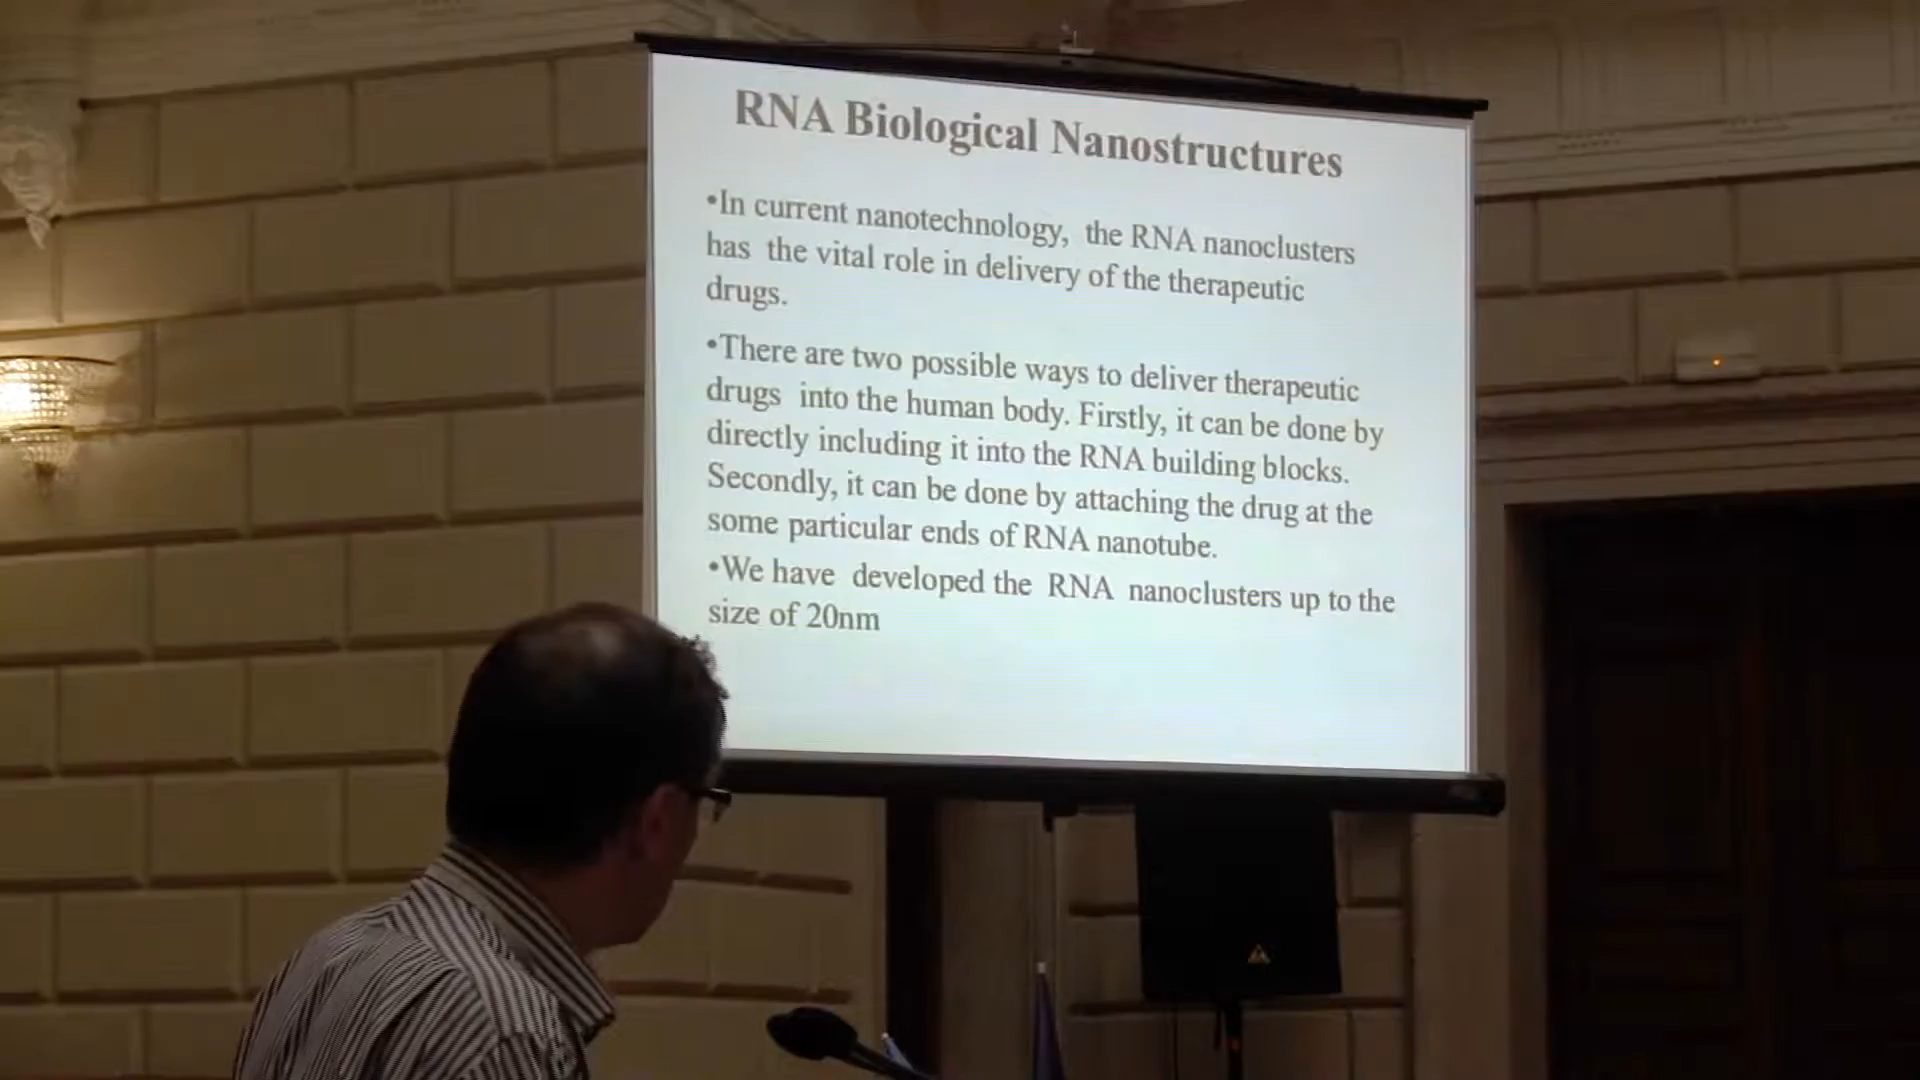 RNA Biological Nanostructures
•In current nanotechnology, the RNA nanoclusters
has the vital role in delivery of the therapeutic
drugs.
•There are two possible ways to deliver therapeutic
drugs into the human body. Firstly, it can be done by
directly including it into the RNA building blocks.
Secondly, it can be done by attaching the drug at the
some particular ends of RNA nanotube.
•We have developed the RNA nanoclusters up to the
size of 20nm